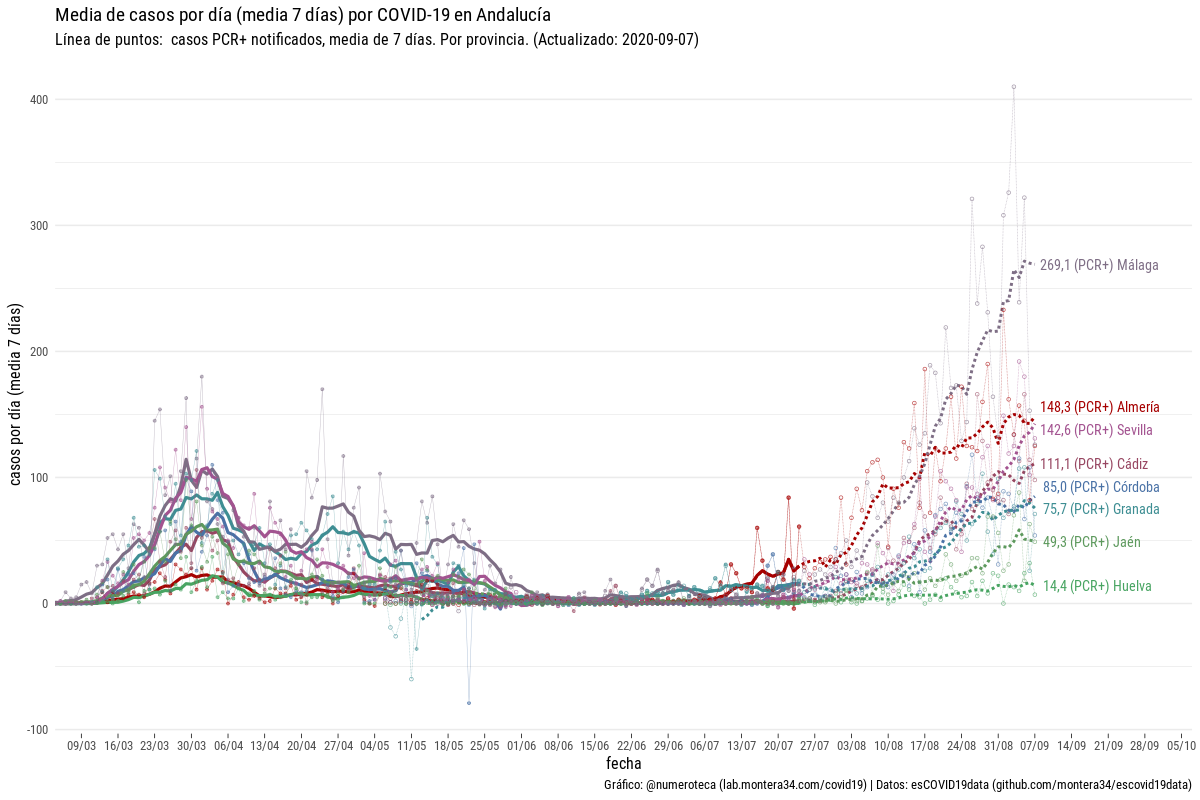 Media de casos por día (media 7 días) por COVID-19 en Andalucía
Línea de puntos:  casos PCR+ notificados, media de 7 días. Por provincia. (Actualizado: 2020-09-07)
casos por día (media 7 días)
400
300
200
100
0
-100
269,1 (PCR+) Málaga
148,3 (PCR+) Almería
142,6 (PCR+) Sevilla
111,1 (PCR+) Cádiz
85,0 (PCR+) Córdoba
75,7 (PCR+) Granada
49,3 (PCR+) Jaén
14,4 (PCR+) Huelva
09/03 16/03 23/03 30/03 06/04 13/04 20/04 27/04 04/05 11/05 18/05 25/05 01/06 08/06 15/06 22/06 29/06 06/07 13/07 20/07 27/07 03/08 10/08 17/08 24/08 31/08 07/09 14/09 21/09 28/09 05/10
fecha
Gráfico: @numeroteca (lab.montera34.com/covid19) | Datos: esCOVID19data (github.com/montera34/escovid19data)